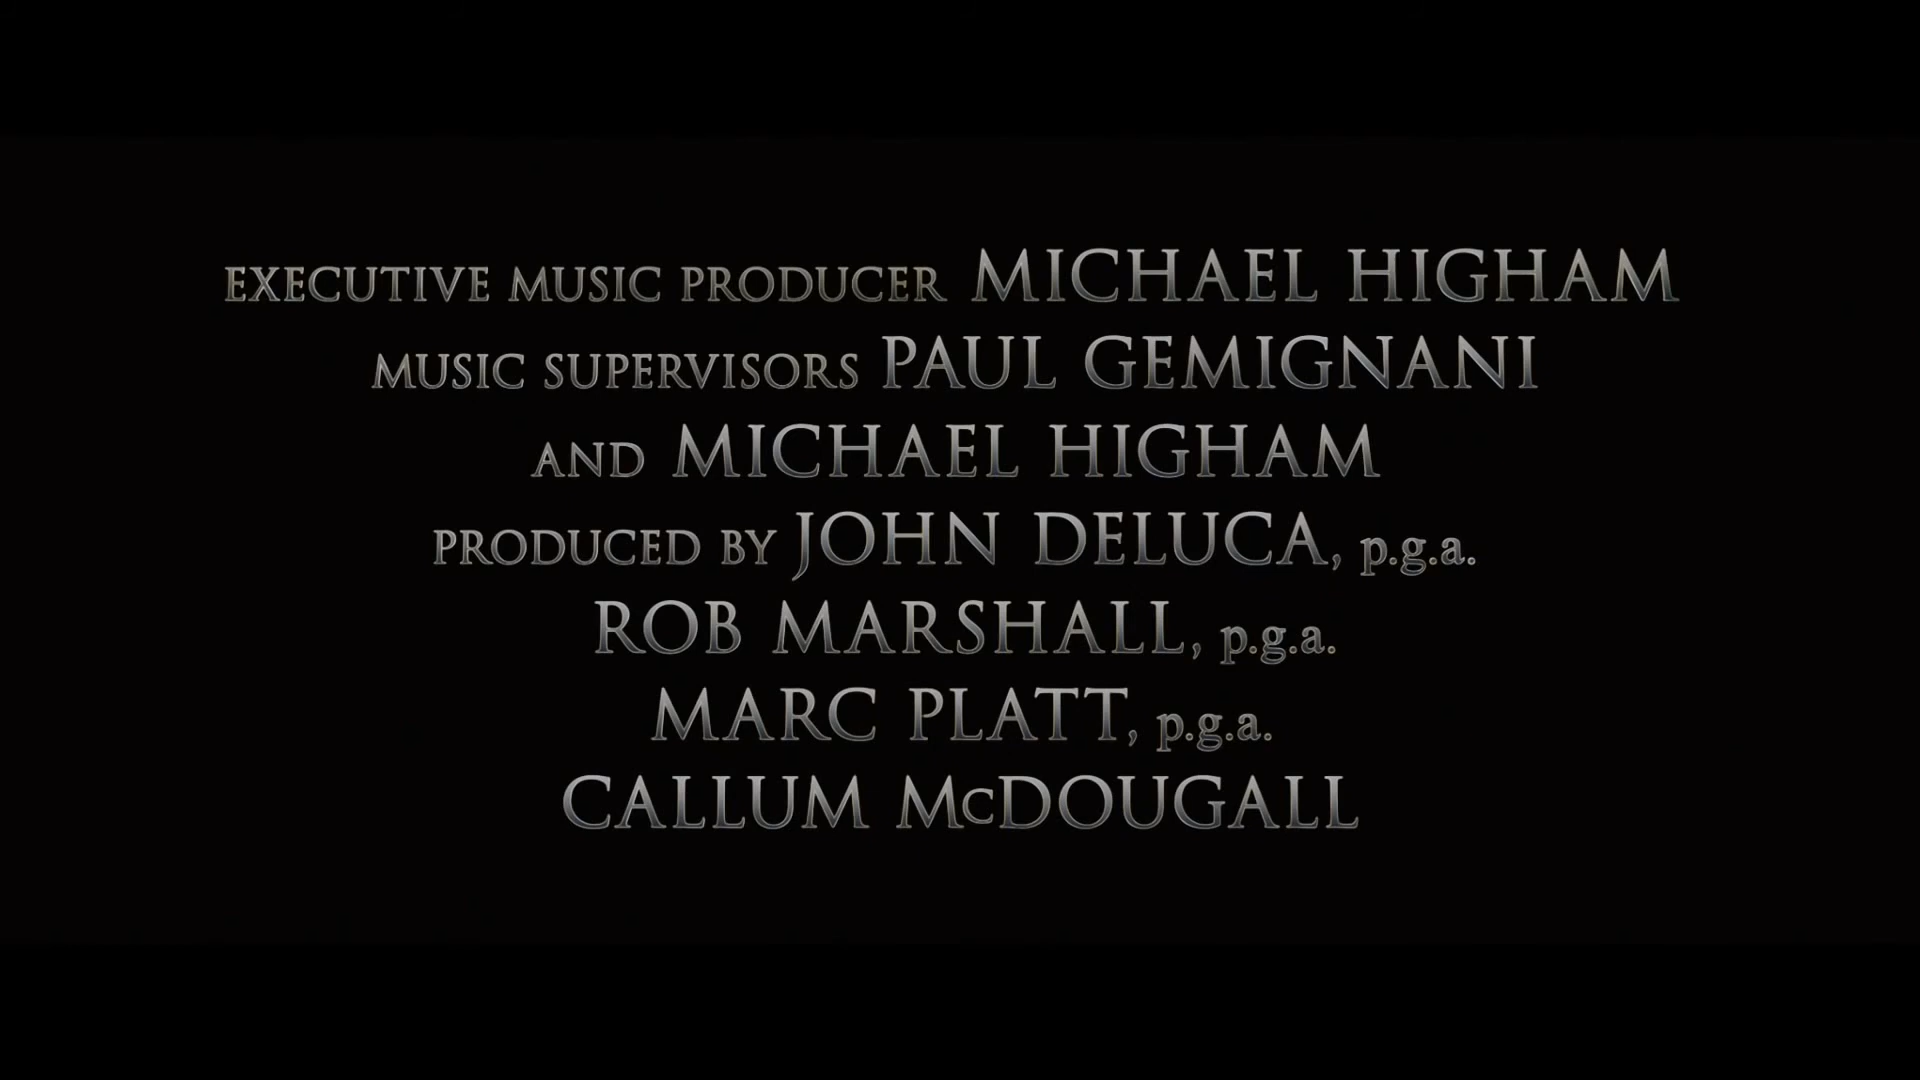 EXECUTIVE MUSIC PRODUCER MICHAEL HIGHAM
MUSIC SUPERVISORS PAUL GEMIGNANI
AND MICHAEL HIGHAM
PRODUCED BY JOHN DELUCA, p.g.a.
ROB MARSHALL, p.g.a.
MARC PLATT, p.g.a.
CALLUM McDOUGALL